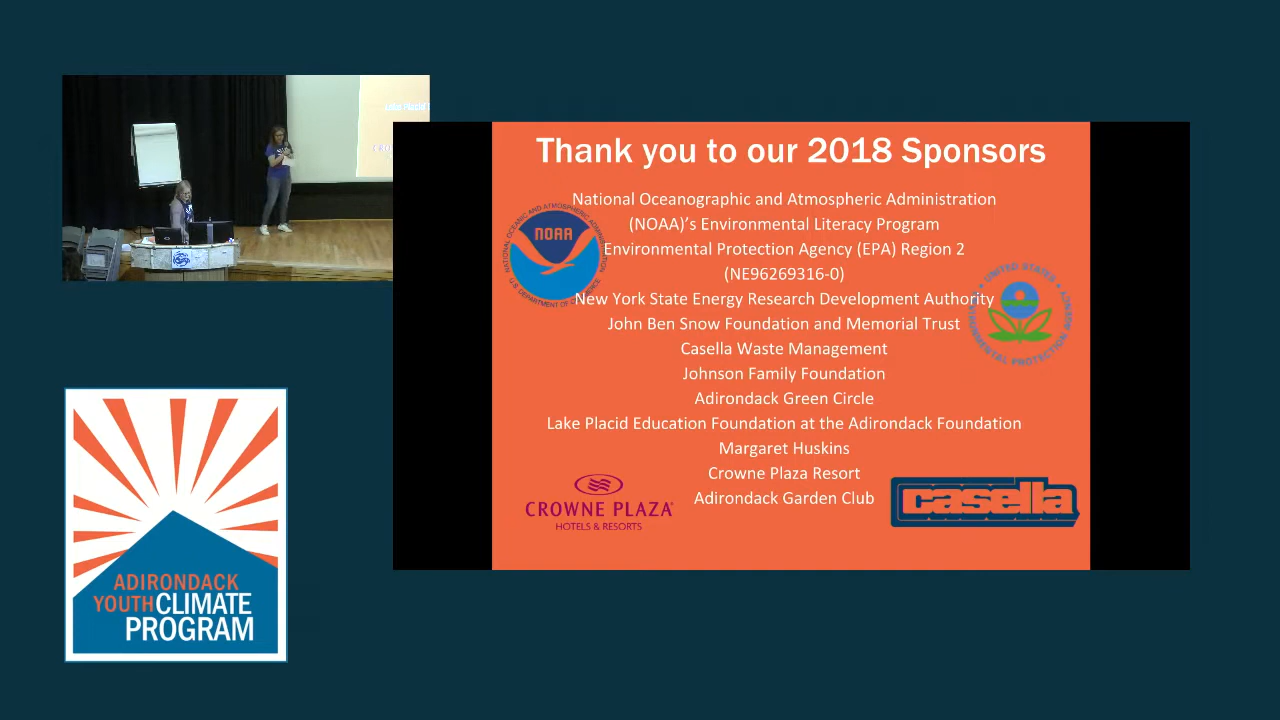 Thank you to our 2018 Sponsors
National Oceanographic and Atmospheric Administration
(NOAA)'s Environmental Literacy Program
Environmental Protection Agency (EPA) Region 2
(NE96269316-0)
New York State Energy Research Development Authority
John Ben Snow Foundation and Memorial Trust
Casella Waste Management
Johnson Family Foundation
Adirondack Green Circle
Lake Placid Education Foundation at the Adirondack Foundation
Margaret Huskins
Crowne Plaza Resort
Adirondack Garden Club
NOAA
CROWNE PLAZA
HOTELS & RESORTS
casella
ADIRONDACK
YOUTH CLIMATE
PROGRAM